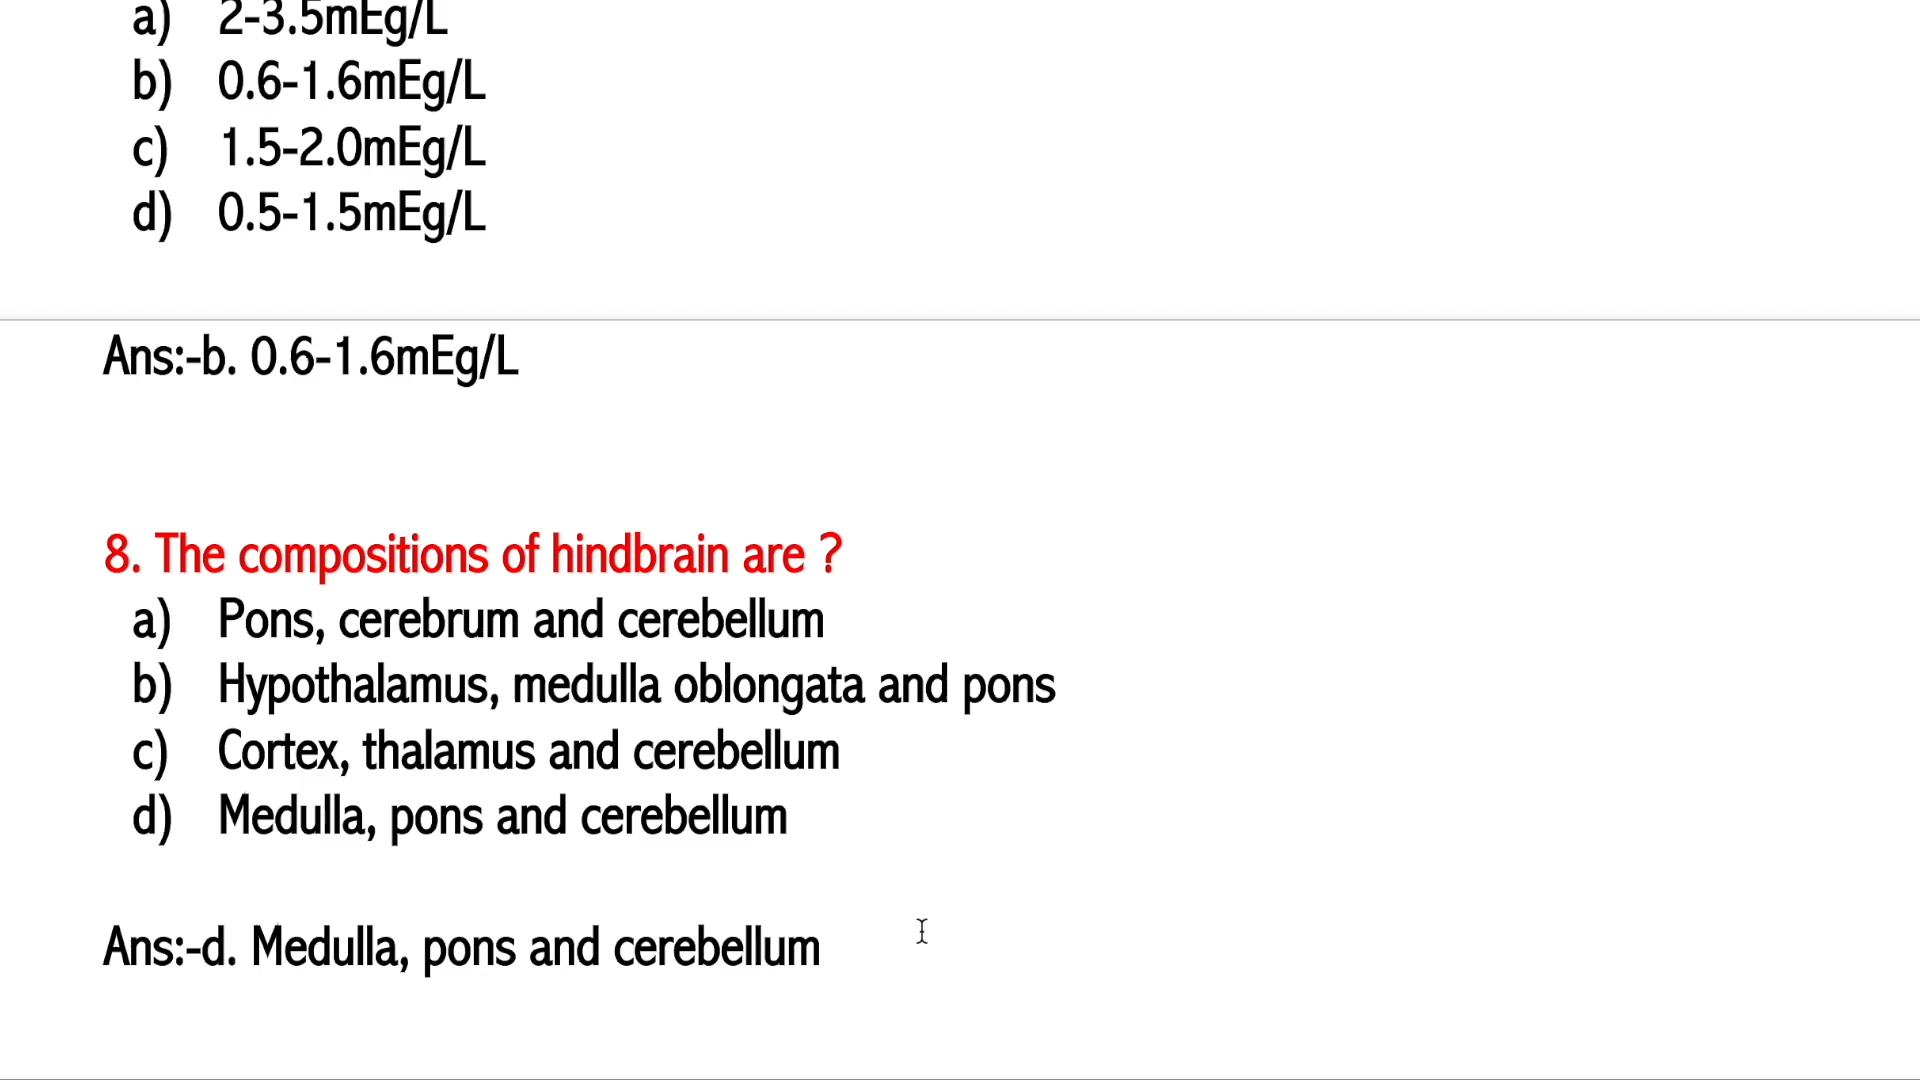 a) 2-3.5mEg/L
b) 0.6-1.6mEg/L
c) 1.5-2.0mEg/L
d) 0.5-1.5mEg/L
Ans:-b. 0.6-1.6mEg/L
8. The compositions of hindbrain are ?
a) Pons, cerebrum and cerebellum
b) Hypothalamus, medulla oblongata and pons
c) Cortex, thalamus and cerebellum
d) Medulla, pons and cerebellum
Ans:-d. Medulla, pons and cerebellum